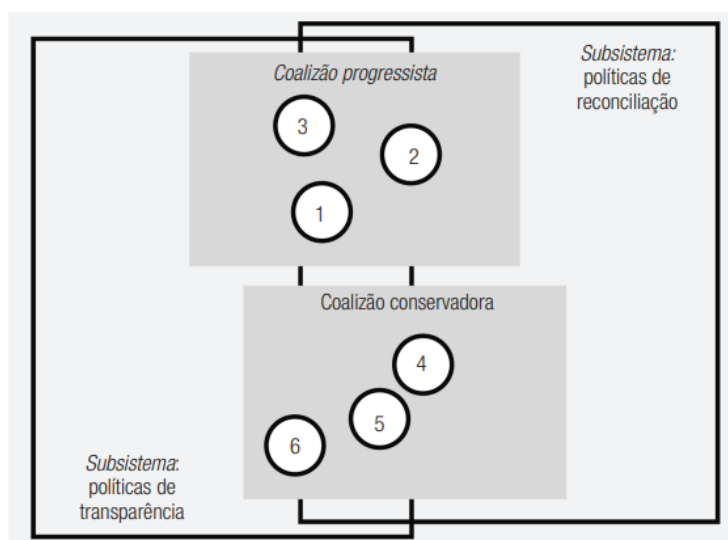 Subsistema:
políticas de
reconciliação
Coalizão progressista
3
2
1
Coalizão conservadora
4
5
6
Subsistema:
políticas de
transparência